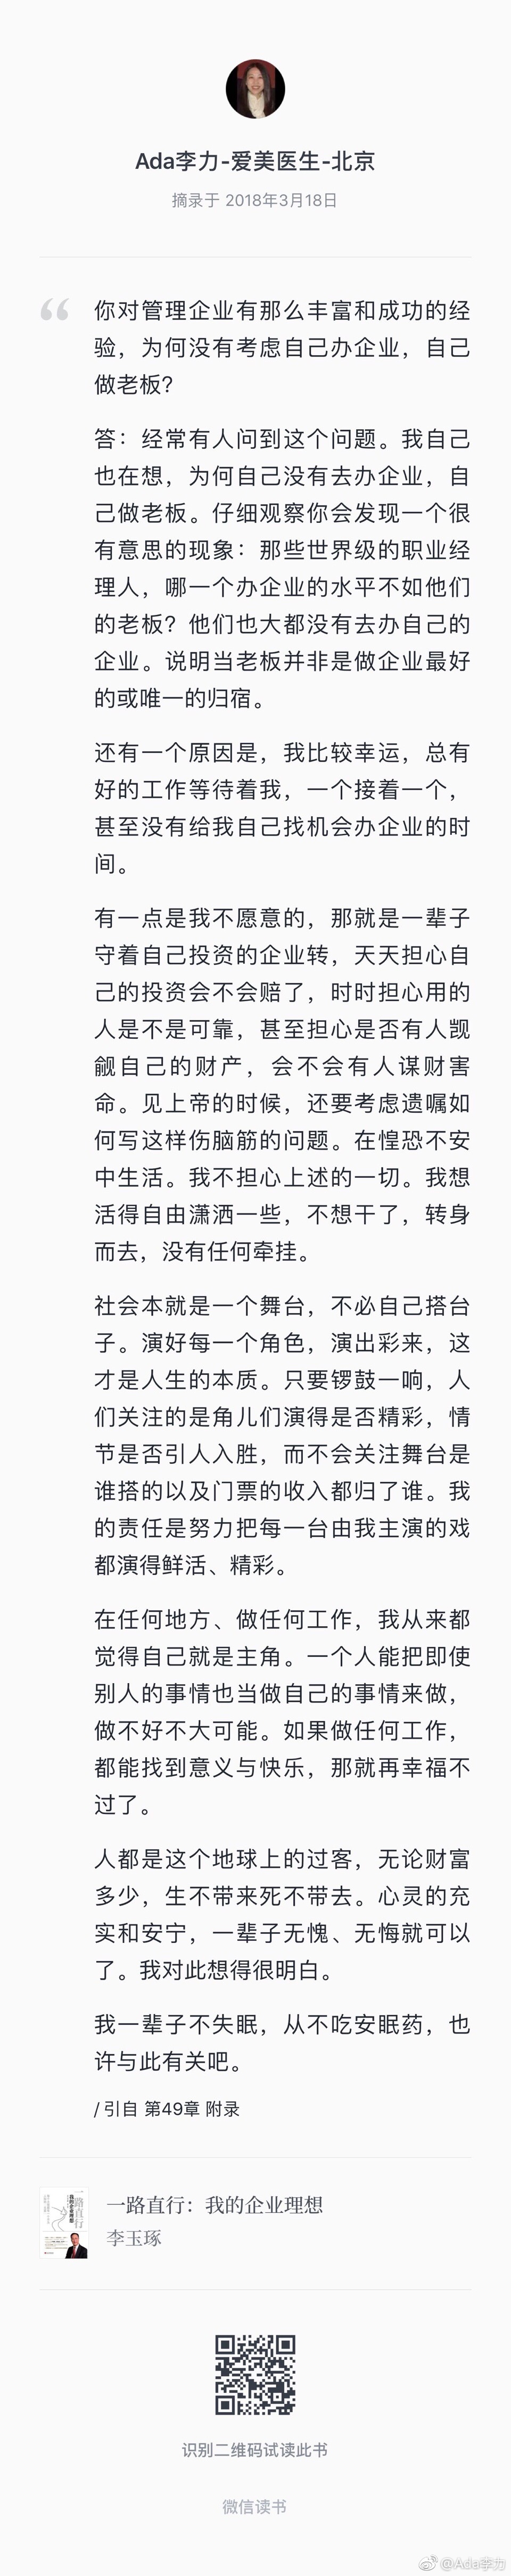 Ada李力-爱美医生-北京
摘录于 2018年3月18日
你对管理企业有那么丰富和成功的经
验，为何没有考虑自己办企业，自己
做老板？
答：经常有人问到这个问题。我自己
也在想，为何自己没有去办企业，自
己做老板。仔细观察你会发现一个很
有意思的现象：那些世界级的职业经
理人，哪一个办企业的水平不如他们
的老板？他们也大都没有去办自己的
企业。说明当老板并非是做企业最好
的或唯一的归宿。
还有一个原因是，我比较幸运，总有
好的工作等待着我，一个接着一个，
甚至没有给我自己找机会办企业的时
间。
有一点是我不愿意的，那就是一辈子
守着自己投资的企业转，天天担心自
己的投资会不会赔了，时时担心用的
人是不是可靠，甚至担心是否有人觊
觎自己的财产，会不会有人谋财害
命。见上帝的时候，还要考虑遗嘱如
何写这样伤脑筋的问题。在惶恐不安
中生活。我不担心上述的一切。我想
活得自由潇洒一些，不想干了，转身
而去，没有任何牵挂。
社会本就是一个舞台，不必自己搭台
子。演好每一个角色，演出彩来，这
才是人生的本质。只要锣鼓一响，人
们关注的是角儿们演得是否精彩，情
节是否引人入胜，而不会关注舞台是
谁搭的以及门票的收入都归了谁。我
的责任是努力把每一台由我主演的戏
都演得鲜活、精彩。
在任何地方、做任何工作，我从来都
觉得自己就是主角。一个人能把即使
别人的事情也当做自己的事情来做，
做不好不大可能。如果做任何工作，
都能找到意义与快乐，那就再幸福不
过了。
人都是这个地球上的过客，无论财富
多少，生不带来死不带去。心灵的充
实和安宁，一辈子无愧、无悔就可以
了。我对此想得很明白。
我一辈子不失眠，从不吃安眠药，也
许与此有关吧。
/ 引自 第49章 附录
一路直行：我的企业理想
李玉琢
识别二维码试读此书
微信读书
@Ada李力